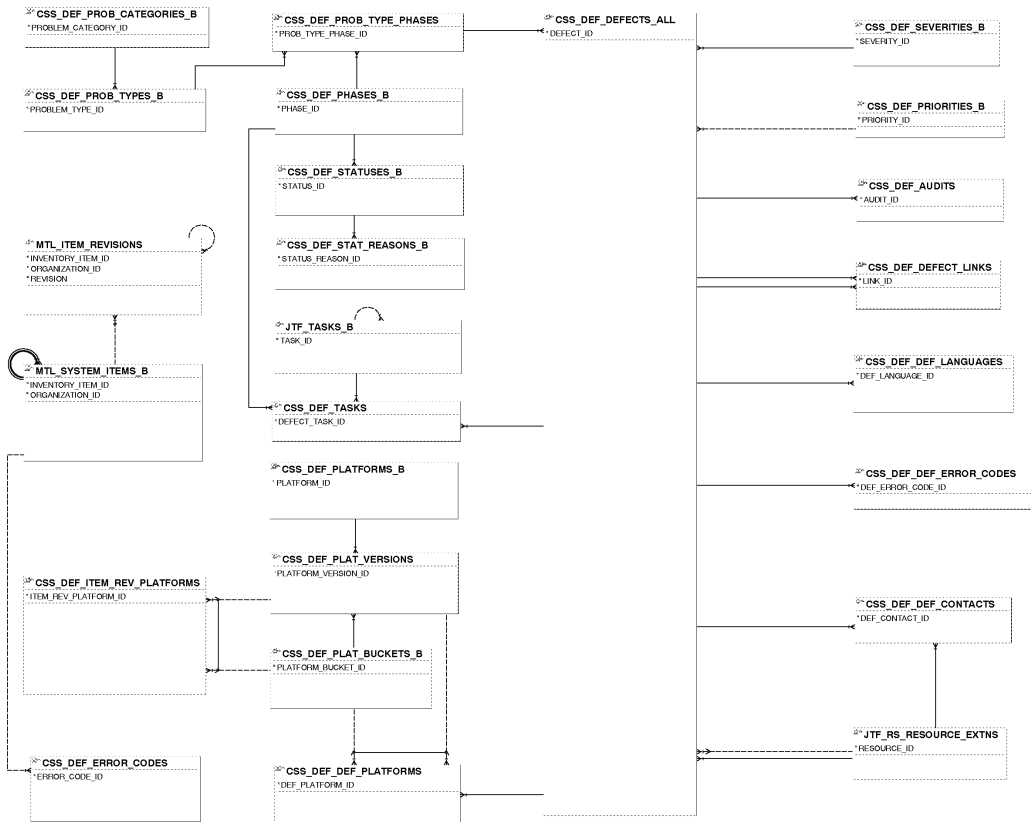 CSS_DEF_PROB_CATEGORIES_B
*PROBLEM_CATEGORY_ID
CSS_DEF_PROB_TYPES_B
*PROBLEM_TYPE_ID
MTL_ITEM_REVISIONS
*INVENTORY_ITEM_ID
*ORGANIZATION_ID
*REVISION
MTL_SYSTEM_ITEMS_B
*INVENTORY_ITEM_ID
*ORGANIZATION_ID
CSS_DEF_ITEM_REV_PLATFORMS
*ITEM_REV_PLATFORM_ID
CSS_DEF_ERROR_CODES
*ERROR_CODE_ID
CSS_DEF_PROB_TYPE_PHASES
*PROB_TYPE_PHASE_ID
CSS_DEF_PHASES_B
*PHASE_ID
CSS_DEF_STATUSES_B
*STATUS_ID
CSS_DEF_STAT_REASONS_B
*STATUS_REASON_ID
JTF_TASKS_B
*TASK_ID
CSS_DEF_TASKS
*DEFECT_TASK_ID
CSS_DEF_PLATFORMS_B
*PLATFORM_ID
CSS_DEF_PLAT_VERSIONS
*PLATFORM_VERSION_ID
CSS_DEF_PLAT_BUCKETS_B
*PLATFORM_BUCKET_ID
CSS_DEF_DEF_PLATFORMS
*DEF_PLATFORM_ID
CSS_DEF_DEFECTS_ALL
*DEFECT_ID
CSS_DEF_SEVERITIES_B
*SEVERITY_ID
CSS_DEF_PRIORITIES_B
*PRIORITY_ID
CSS_DEF_AUDITS
*AUDIT_ID
CSS_DEF_DEFECT_LINKS
*LINK_ID
CSS_DEF_DEF_LANGUAGES
*DEF_LANGUAGE_ID
CSS_DEF_DEF_ERROR_CODES
*DEF_ERROR_CODE_ID
CSS_DEF_DEF_CONTACTS
*DEF_CONTACT_ID
JTF_RS_RESOURCE_EXTNS
*RESOURCE_ID